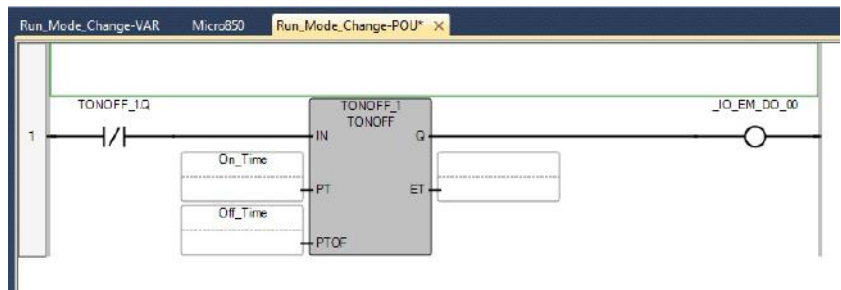 Run_Mode_Change-VAR Micro850 Run_Mode_Change-POU* ×
TONOFF_1.Q TONOFF_1 _IO_EM_DO_00
TONOFF
1 IN Q
On_Time
PT ET
Off_Time
PTOF